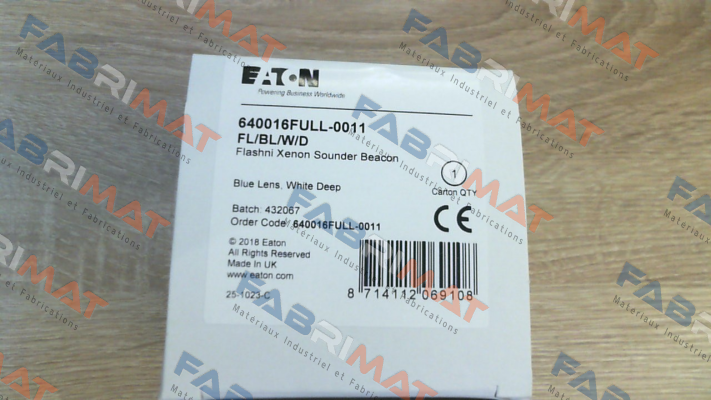 EATON
Powering Business Worldwide
640016FULL-0011
FL/BL/W/D
Flashni Xenon Sounder Beacon
1
Carton QTY
Blue Lens, White Deep
Batch: 432067
Order Code: 640016FULL-0011
CE
© 2018 Eaton
All Rights Reserved
Made In UK
www.eaton.com
25-1023-C
8 714112 069108
FABRIMAT
Matériaux Industriel et Fabrications